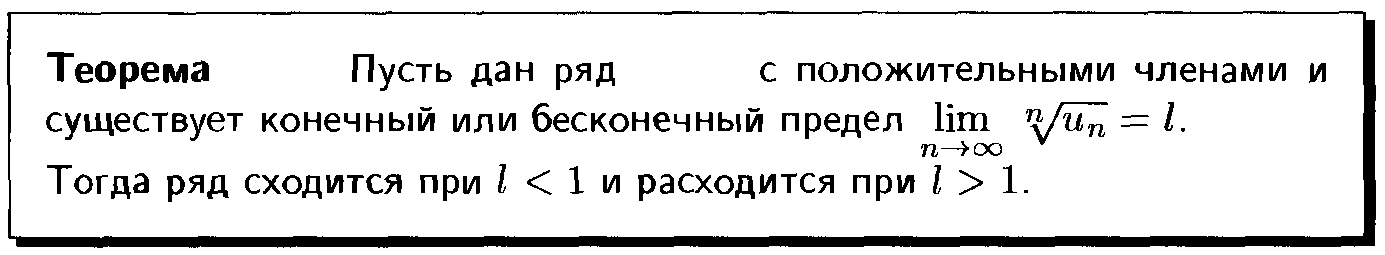 Теорема Пусть дан ряд с положительными членами и
существует конечный или бесконечный предел lim n→∞ ⁿ√uₙ = l.
Тогда ряд сходится при l < 1 и расходится при l > 1.